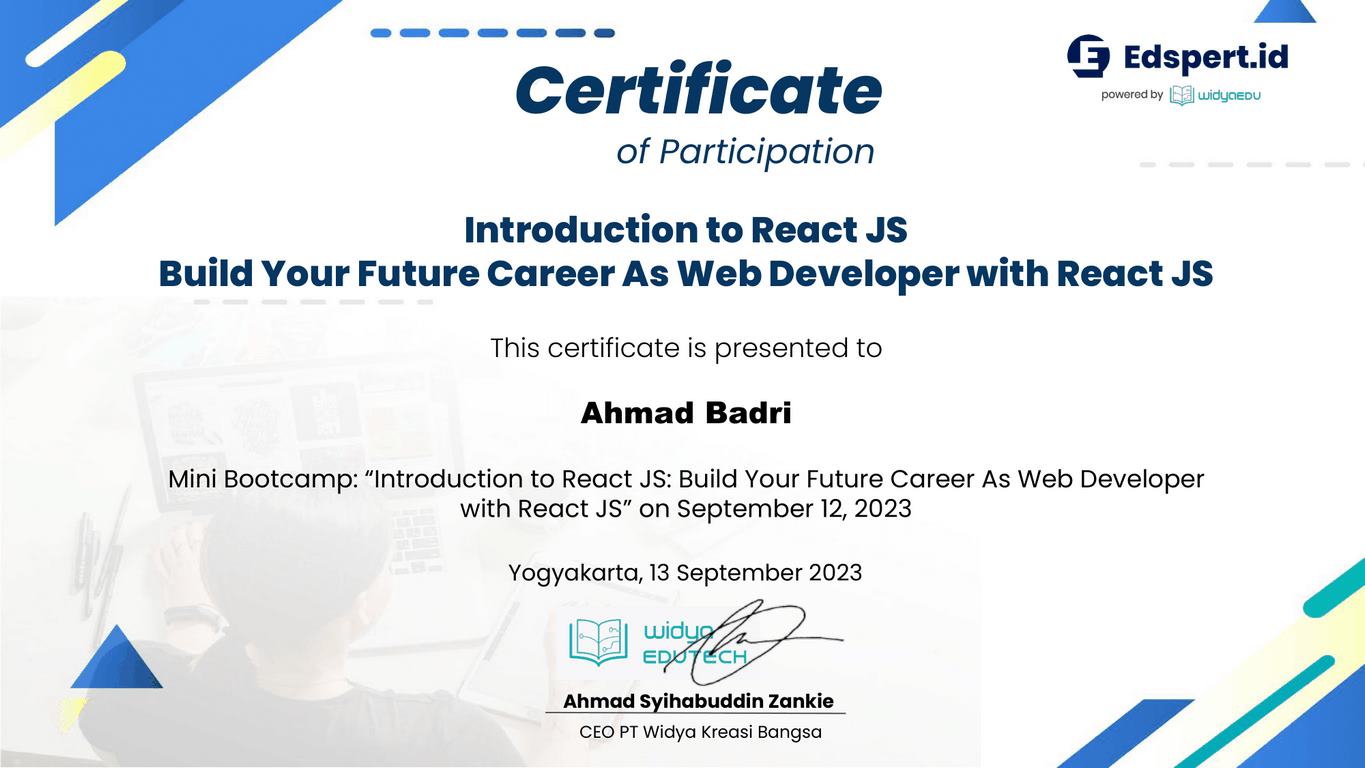 Edspert.id
powered by WIDYAEDU
Certificate
of Participation
Introduction to React JS
Build Your Future Career As Web Developer with React JS
This certificate is presented to
Ahmad Badri
Mini Bootcamp: “Introduction to React JS: Build Your Future Career As Web Developer
with React JS” on September 12, 2023
Yogyakarta, 13 September 2023
widya
EDUTECH
Ahmad Syihabuddin Zankie
CEO PT Widya Kreasi Bangsa